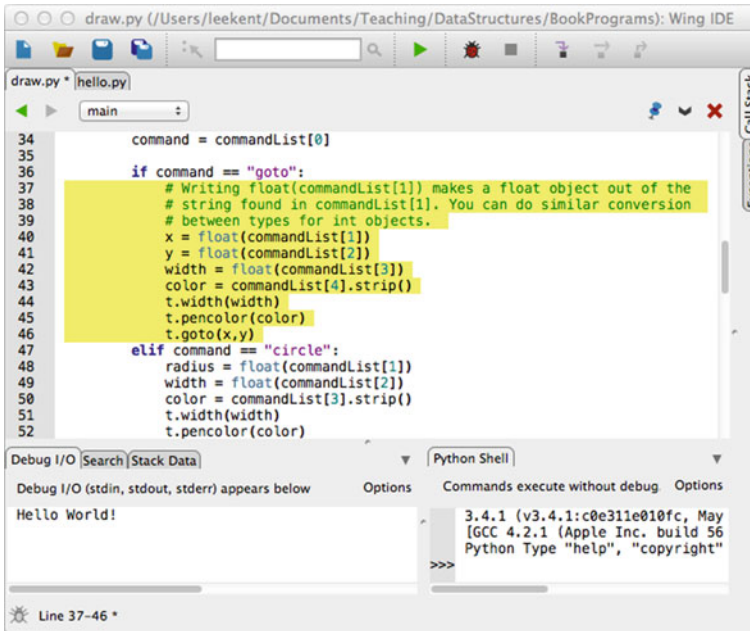 draw.py (/Users/leekent/Documents/Teaching/DataStructures/BookPrograms): Wing IDE
draw.py * hello.py
main
34 command = commandList[0]
35
36 if command == "goto":
37 # Writing float(commandList[1]) makes a float object out of the
38 # string found in commandList[1]. You can do similar conversion
39 # between types for int objects.
40 x = float(commandList[1])
41 y = float(commandList[2])
42 width = float(commandList[3])
43 color = commandList[4].strip()
44 t.width(width)
45 t.pencolor(color)
46 t.goto(x,y)
47 elif command == "circle":
48 radius = float(commandList[1])
49 width = float(commandList[2])
50 color = commandList[3].strip()
51 t.width(width)
52 t.pencolor(color)
Call Stack
Debug I/O Search Stack Data
Debug I/O (stdin, stdout, stderr) appears below Options
Hello World!
Python Shell
Commands execute without debug. Options
3.4.1 (v3.4.1:c0e311e010fc, May
[GCC 4.2.1 (Apple Inc. build 56
Python Type "help", "copyright"
>>>
Line 37-46 *